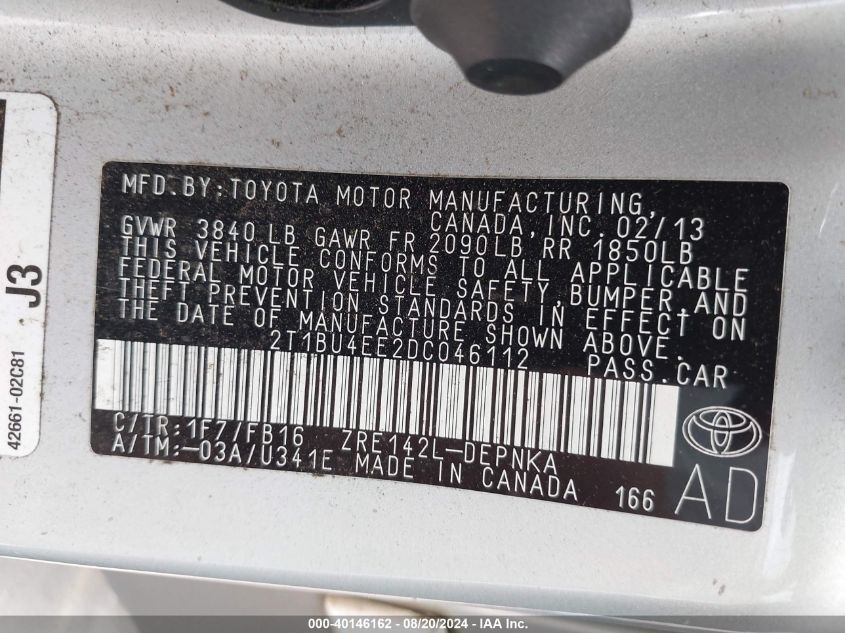 MFD.BY:TOYOTA MOTOR MANUFACTURING,
CANADA, INC. 02/13
GVWR 3840 LB GAWR FR 2090LB, RR 1850LB
THIS VEHICLE CONFORMS TO ALL APPLICABLE
FEDERAL MOTOR VEHICLE SAFETY,BUMPER,AND
THEFT PREVENTION STANDARDS IN EFFECT ON
THE DATE OF MANUFACTURE SHOWN ABOVE.
2T1BU4EE2DC046112 PASS.CAR
C/TR:1F7/FB16 ZRE142L-DEPNKA
A/TM:-03A/U341E MADE IN CANADA 166
AD
J3
42661-02C81
000-40146162 - 08/20/2024 - IAA Inc.